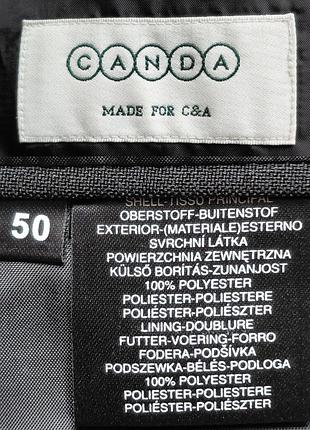 CANDA
MADE FOR C&A
50
SHELL-TISSU PRINCIPAL
OBERSTOFF-BUITENSTOF
EXTERIOR-(MATERIALE)ESTERNO
SVRCHNÍ LÁTKA
POWIERZCHNIA ZEWNĘTRZNA
KÜLSŐ BORÍTÁS-ZUNANJOST
100% POLYESTER
POLIESTER-POLIESTERE
POLIÉSTER-POLIÉSZTER
LINING-DOUBLURE
FUTTER-VOERING-FORRO
FODERA-PODŠÍVKA
PODSZEWKA-BÉLÉS-PODLOGA
100% POLYESTER
POLIESTER-POLIESTERE
POLIÉSTER-POLIÉSZTER